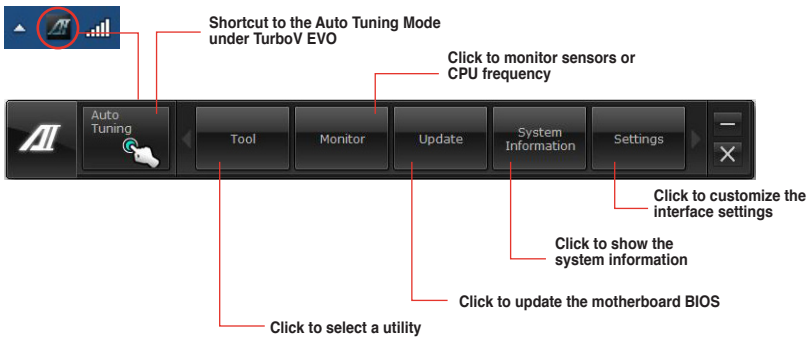 Shortcut to the Auto Tuning Mode
under TurboV EVO
Click to monitor sensors or
CPU frequency
Auto
Tuning
Tool
Monitor
Update
System
Information
Settings
Click to customize the
interface settings
Click to show the
system information
Click to update the motherboard BIOS
Click to select a utility